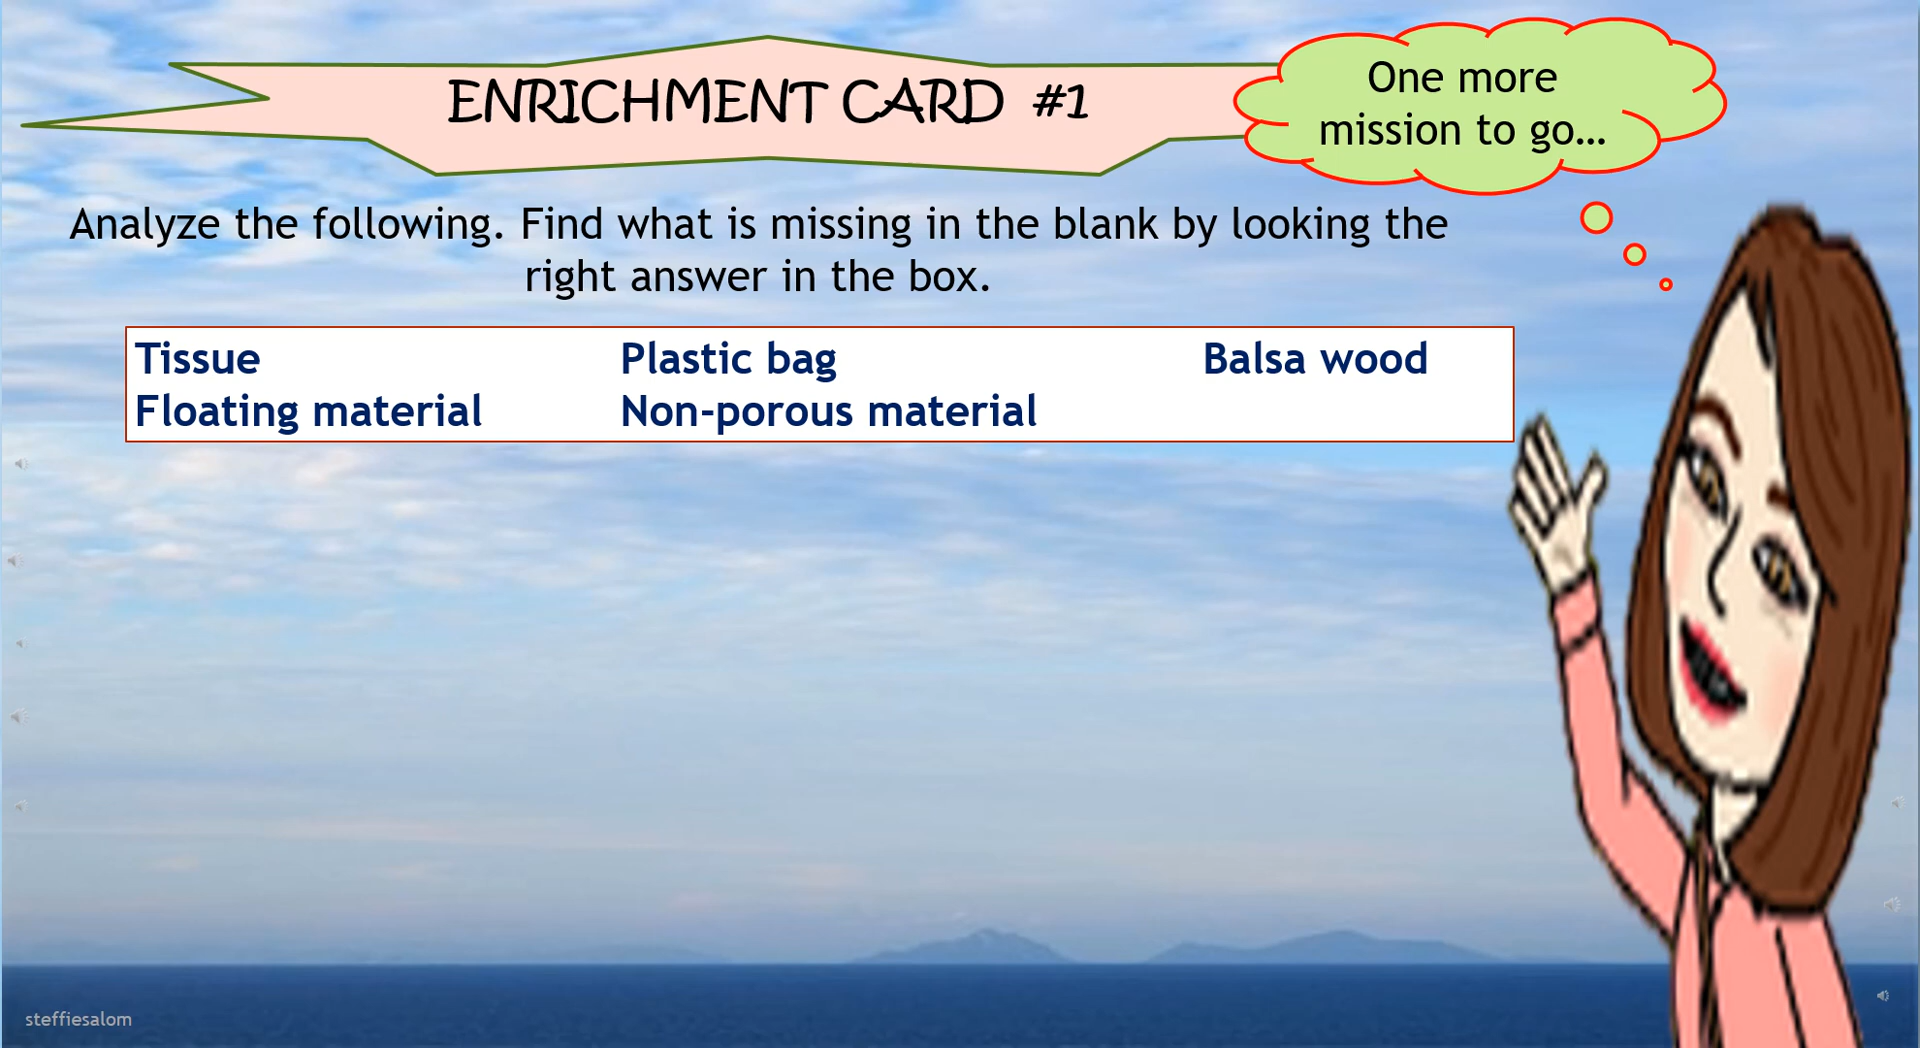 ENRICHMENT CARD #1
One more
mission to go...
Analyze the following. Find what is missing in the blank by looking the
right answer in the box.
Tissue Plastic bag Balsa wood
Floating material Non-porous material
steffiesalom